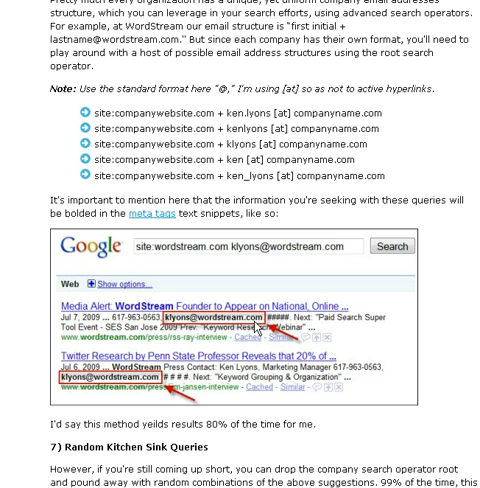 Pretty much every organization has a unique, yet uniform company email addresses
structure, which you can leverage in your search efforts, using advanced search operators.
For example, at WordStream our email structure is "first initial +
lastname@wordstream.com." But since each company has their own format, you'll need to
play around with a host of possible email address structures using the root search
operator.
Note: Use the standard format here "@," I'm using [at] so as not to active hyperlinks.
site:companywebsite.com + ken.lyons [at] companyname.com
site:companywebsite.com + kenlyons [at] companyname.com
site:companywebsite.com + klyons [at] companyname.com
site:companywebsite.com + ken [at] companyname.com
site:companywebsite.com + ken_lyons [at] companyname.com
It's important to mention here that the information you're seeking with these queries will
be bolded in the meta tags text snippets, like so:
Google site:wordstream.com klyons@wordstream.com Search
Web Show options...
Media Alert: WordStream Founder to Appear on National, Online ...
Jul 7, 2009 ... 617-963-0563, klyons@wordstream.com ##### . Next: "Paid Search Super
Tool Event - SES San Jose 2009 Prev: "Keyword Research Webinar" ...
www.wordstream.com/press/rss-ray-interview - Cached - Similar
Twitter Research by Penn State Professor Reveals that 20% of ...
Jul 6, 2009 ... WordStream Press Contact: Ken Lyons, Marketing Manager 617-963-0563,
klyons@wordstream.com # # # #. Next: "Keyword Grouping & Organization" ...
www.wordstream.com/press/jim-jansen-interview - Cached - Similar
I'd say this method yeilds results 80% of the time for me.
7) Random Kitchen Sink Queries
However, if you're still coming up short, you can drop the company search operator root
and pound away with random combinations of the above suggestions. 99% of the time, this